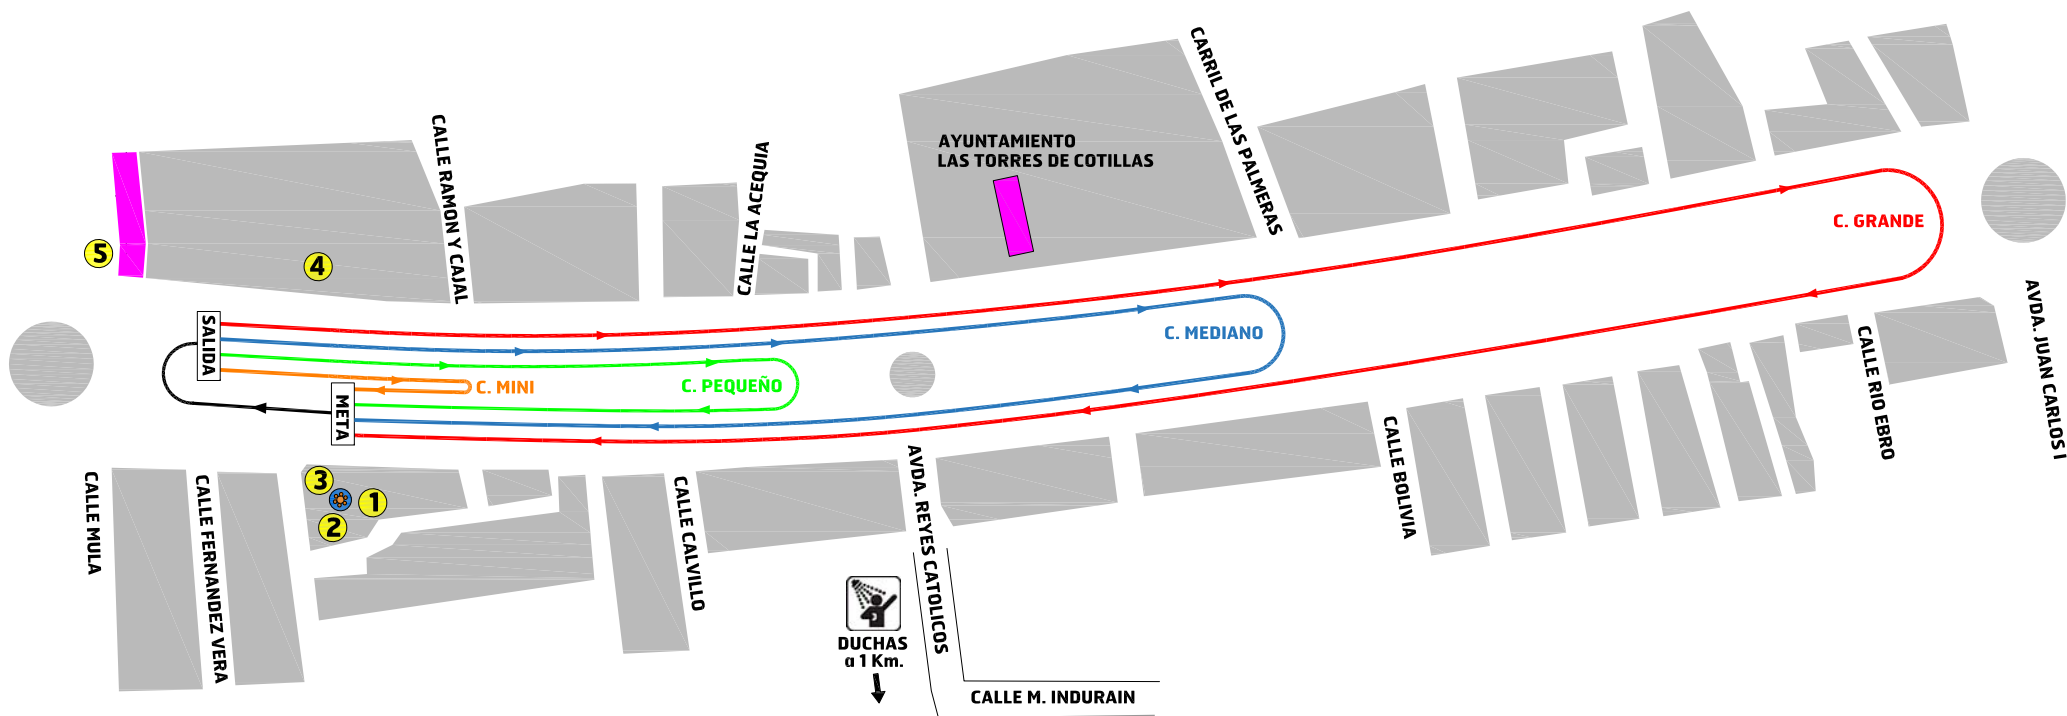 CARRIL DE LAS PALMERAS
CALLE RAMON Y CAJAL
CALLE LA ACEQUIA
AYUNTAMIENTO
LAS TORRES DE COTILLAS
5
4
C. GRANDE
SALIDA
C. MEDIANO
C. MINI
C. PEQUEÑO
META
AVDA. JUAN CARLOS I
CALLE RIO EBRO
CALLE BOLIVIA
CALLE MULA
CALLE FERNANDEZ VERA
3
1
2
CALLE CALVILLO
AVDA. REYES CATOLICOS
DUCHAS
a 1 Km.
CALLE M. INDURAIN